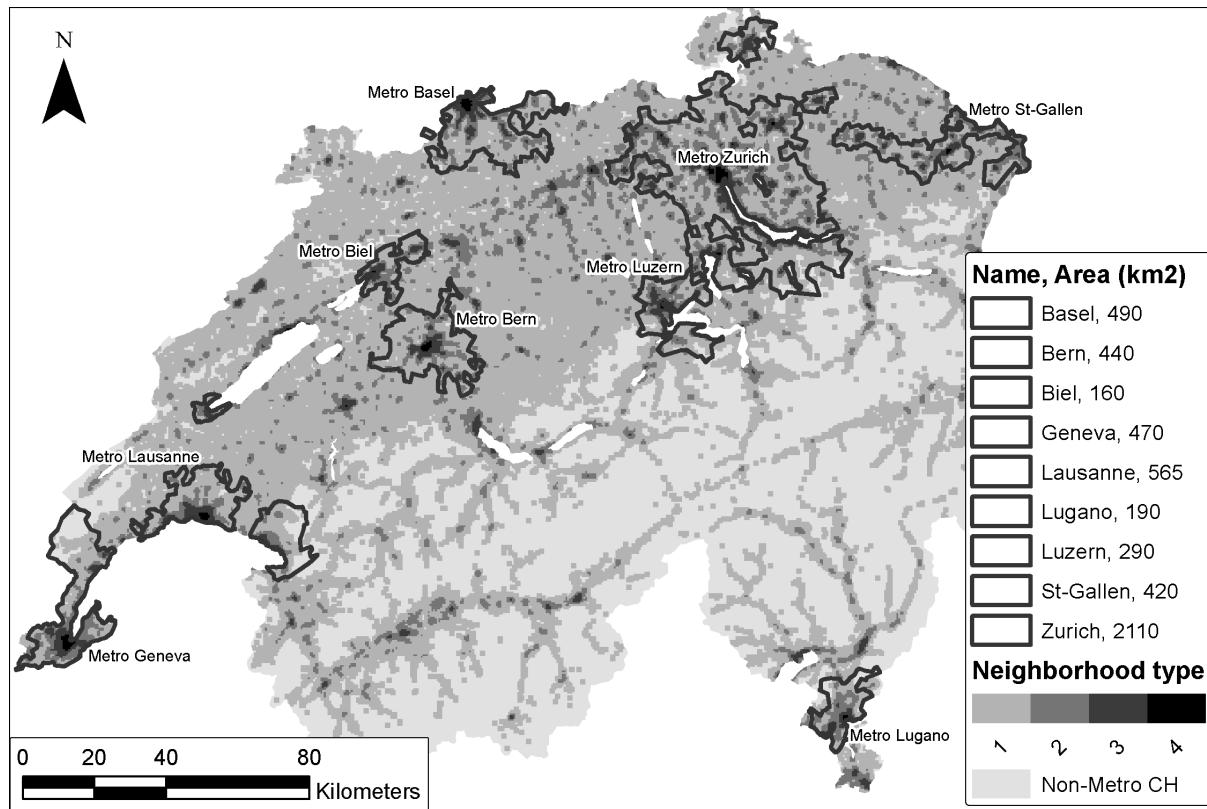 N
Metro Basel
Metro St-Gallen
Metro Zurich
Metro Biel
Metro Luzern
Metro Bern
Metro Lausanne
Metro Geneva
Metro Lugano
Name, Area (km2)
Basel, 490
Bern, 440
Biel, 160
Geneva, 470
Lausanne, 565
Lugano, 190
Luzern, 290
St-Gallen, 420
Zurich, 2110
Neighborhood type
1 2 3 4
Non-Metro CH
0 20 40 80
Kilometers